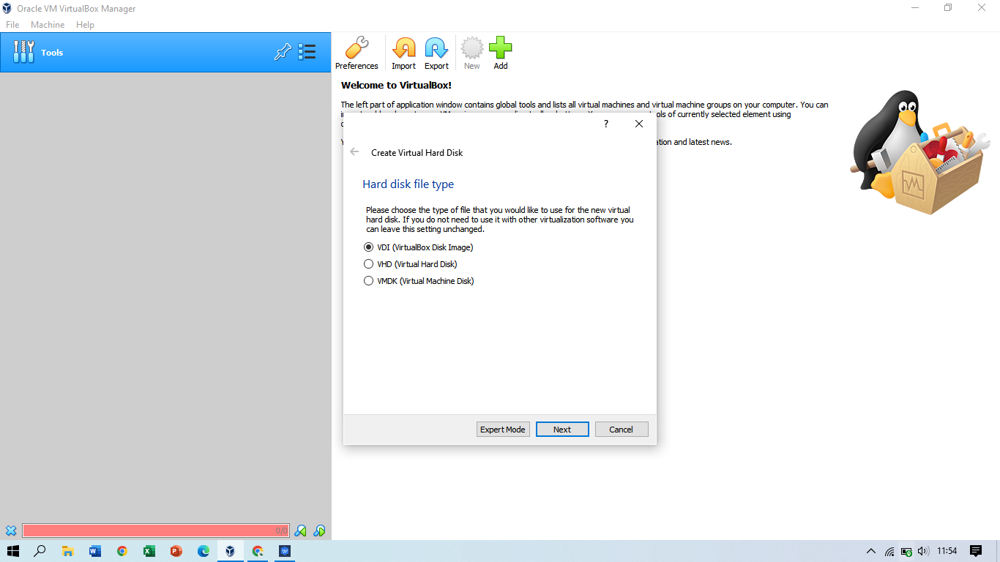 Oracle VM VirtualBox Manager
File Machine Help
Tools
Preferences
Import
Export
New
Add
Welcome to VirtualBox!
The left part of application window contains global tools and lists all virtual machines and virtual machine groups on your computer. You can
ols of currently selected element using
ation and latest news.
?
Create Virtual Hard Disk
Hard disk file type
Please choose the type of file that you would like to use for the new virtual
hard disk. If you do not need to use it with other virtualization software you
can leave this setting unchanged.
VDI (VirtualBox Disk Image)
VHD (Virtual Hard Disk)
VMDK (Virtual Machine Disk)
Expert Mode
Next
Cancel
0/0
11:54